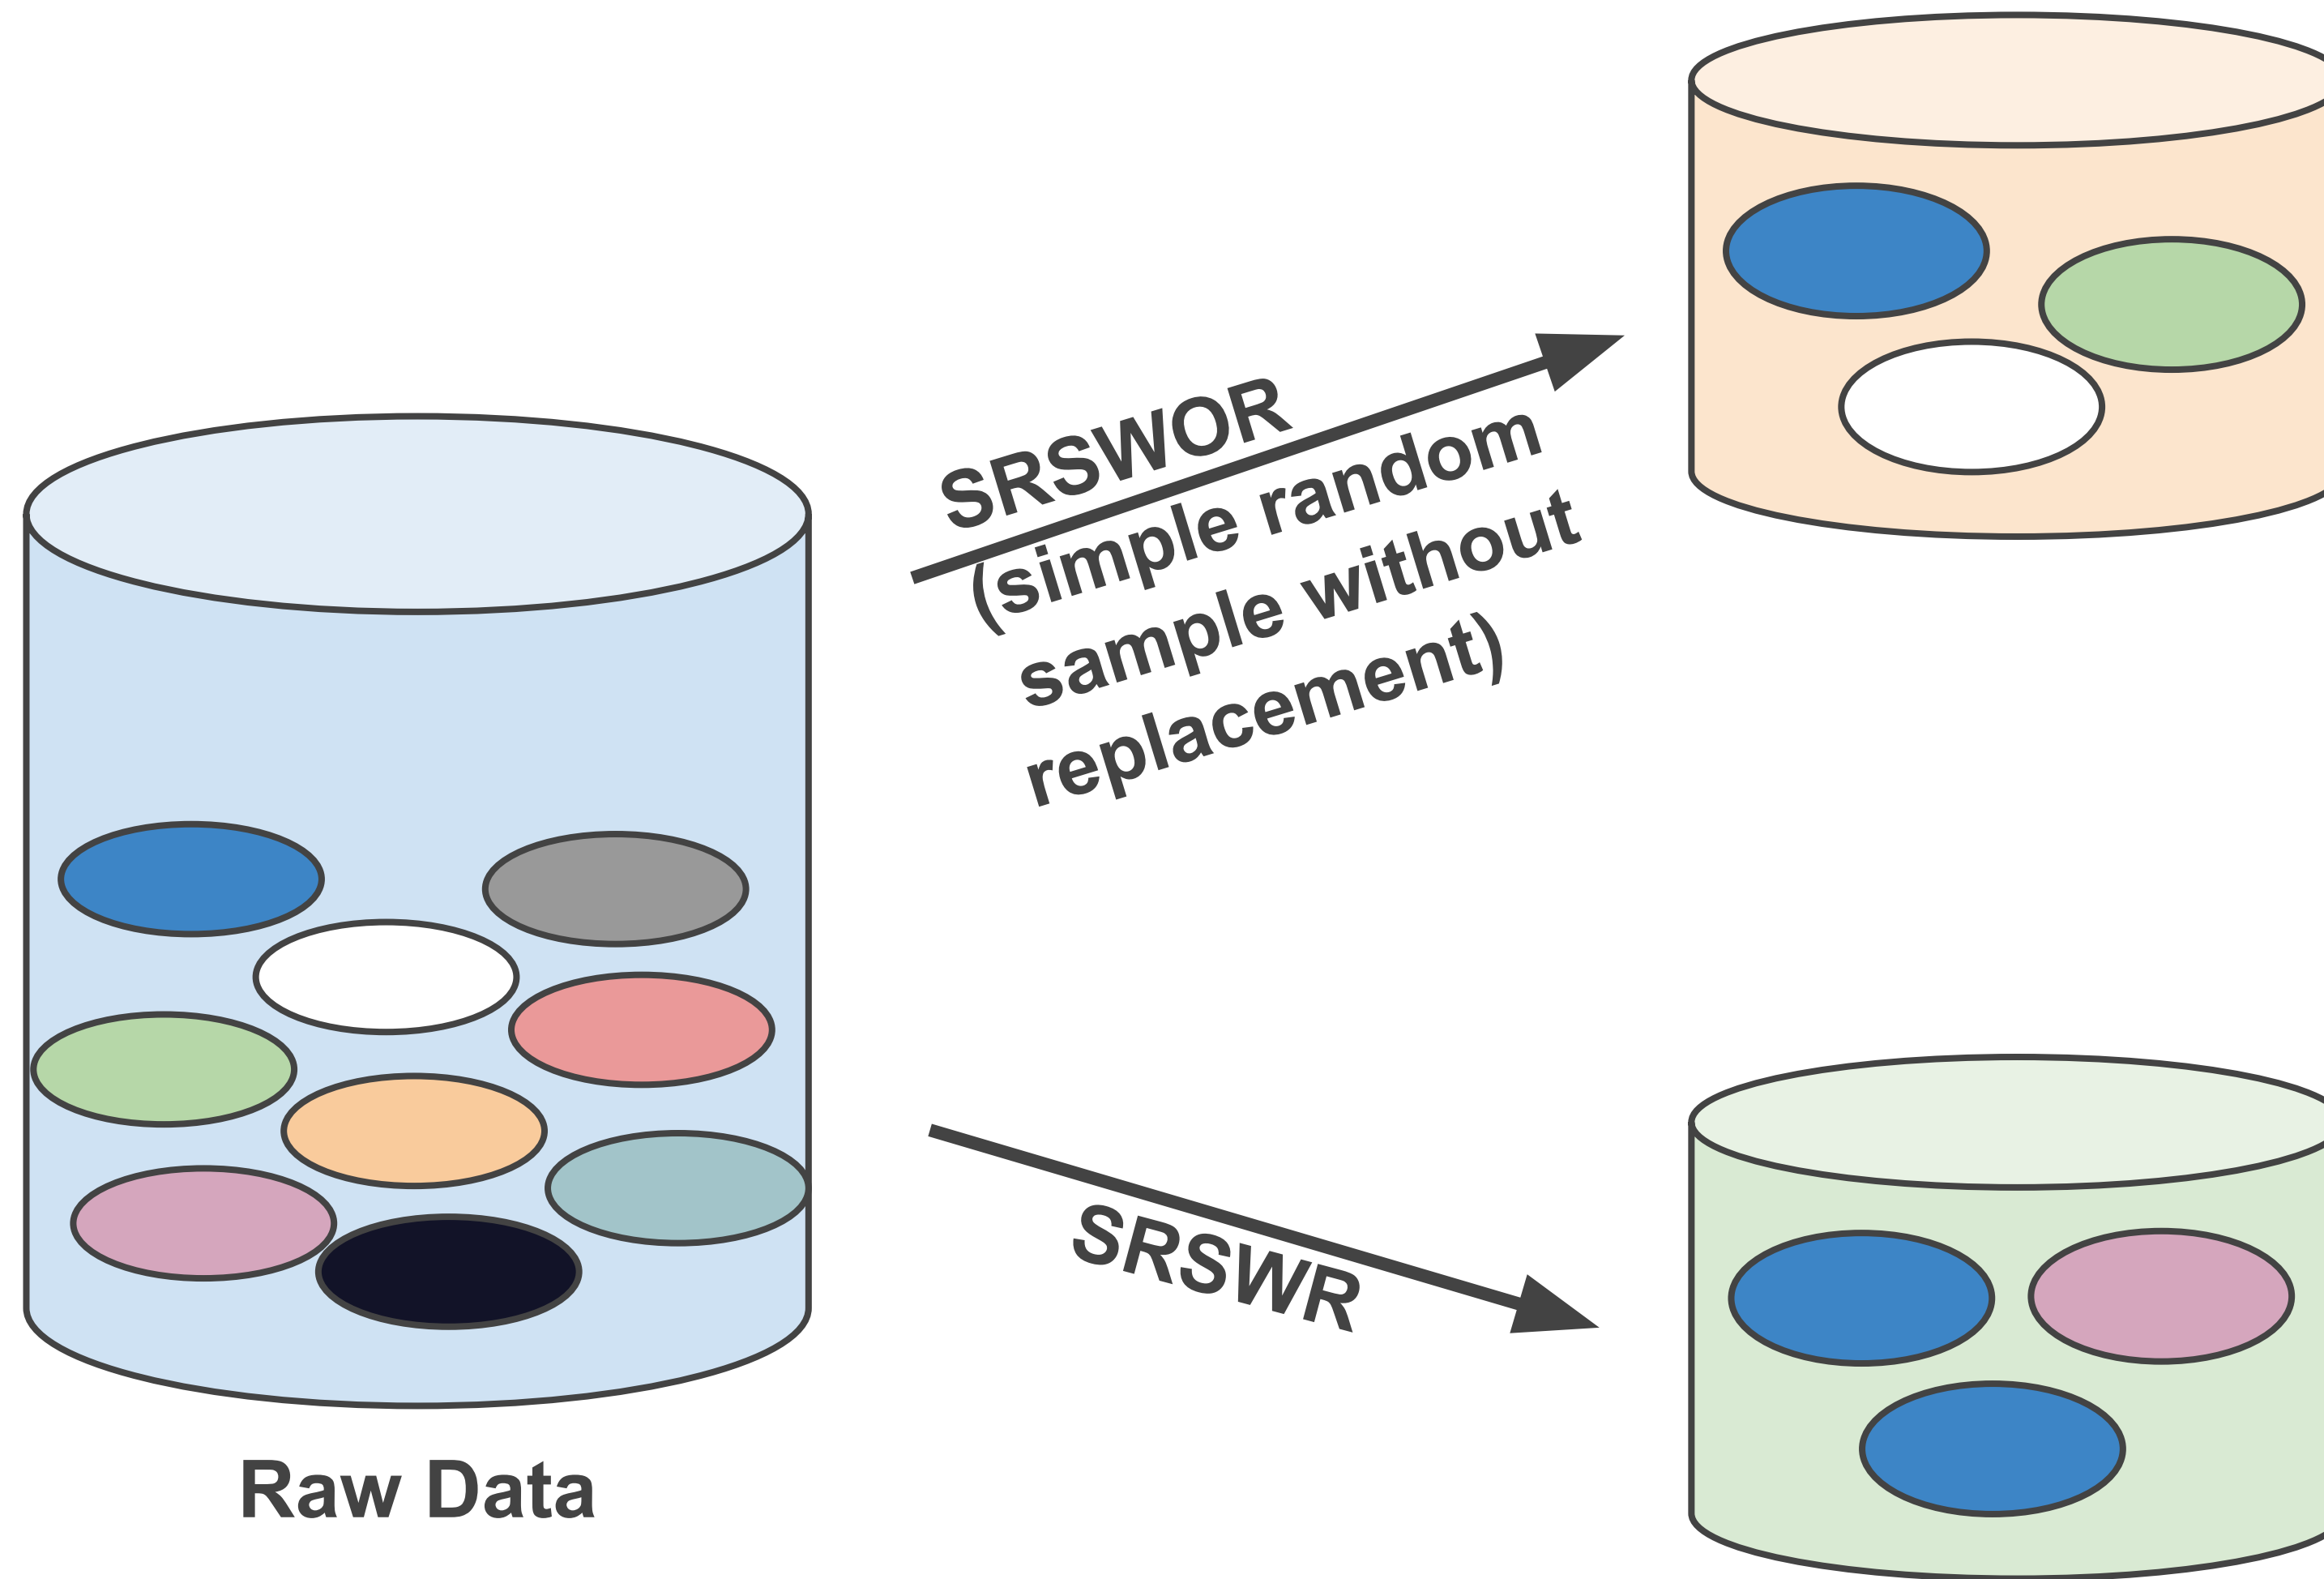 SRSWOR
(simple random
sample without
replacement)
SRSWR
Raw Data